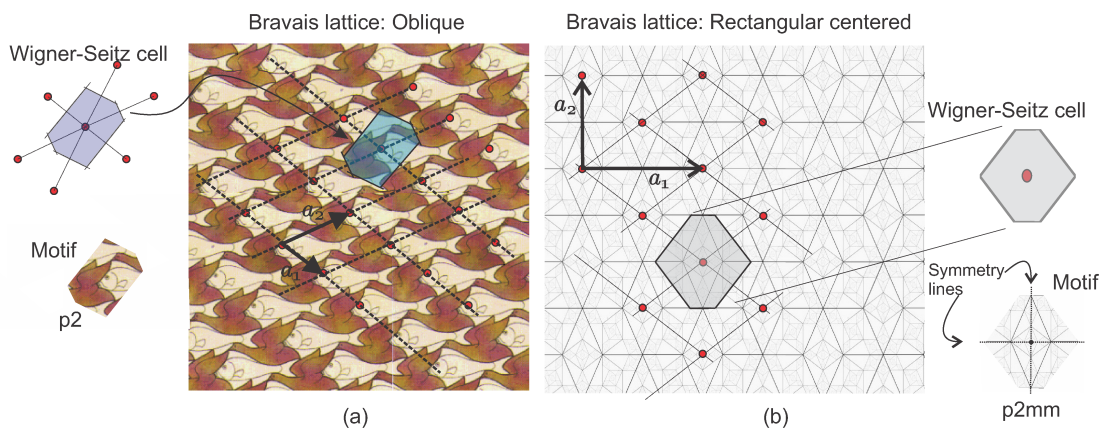 Bravais lattice: Oblique
Wigner-Seitz cell
a₂
a₁
Motif
p2
(a)
Bravais lattice: Rectangular centered
a₂
a₁
Wigner-Seitz cell
Symmetry
lines
Motif
p2mm
(b)